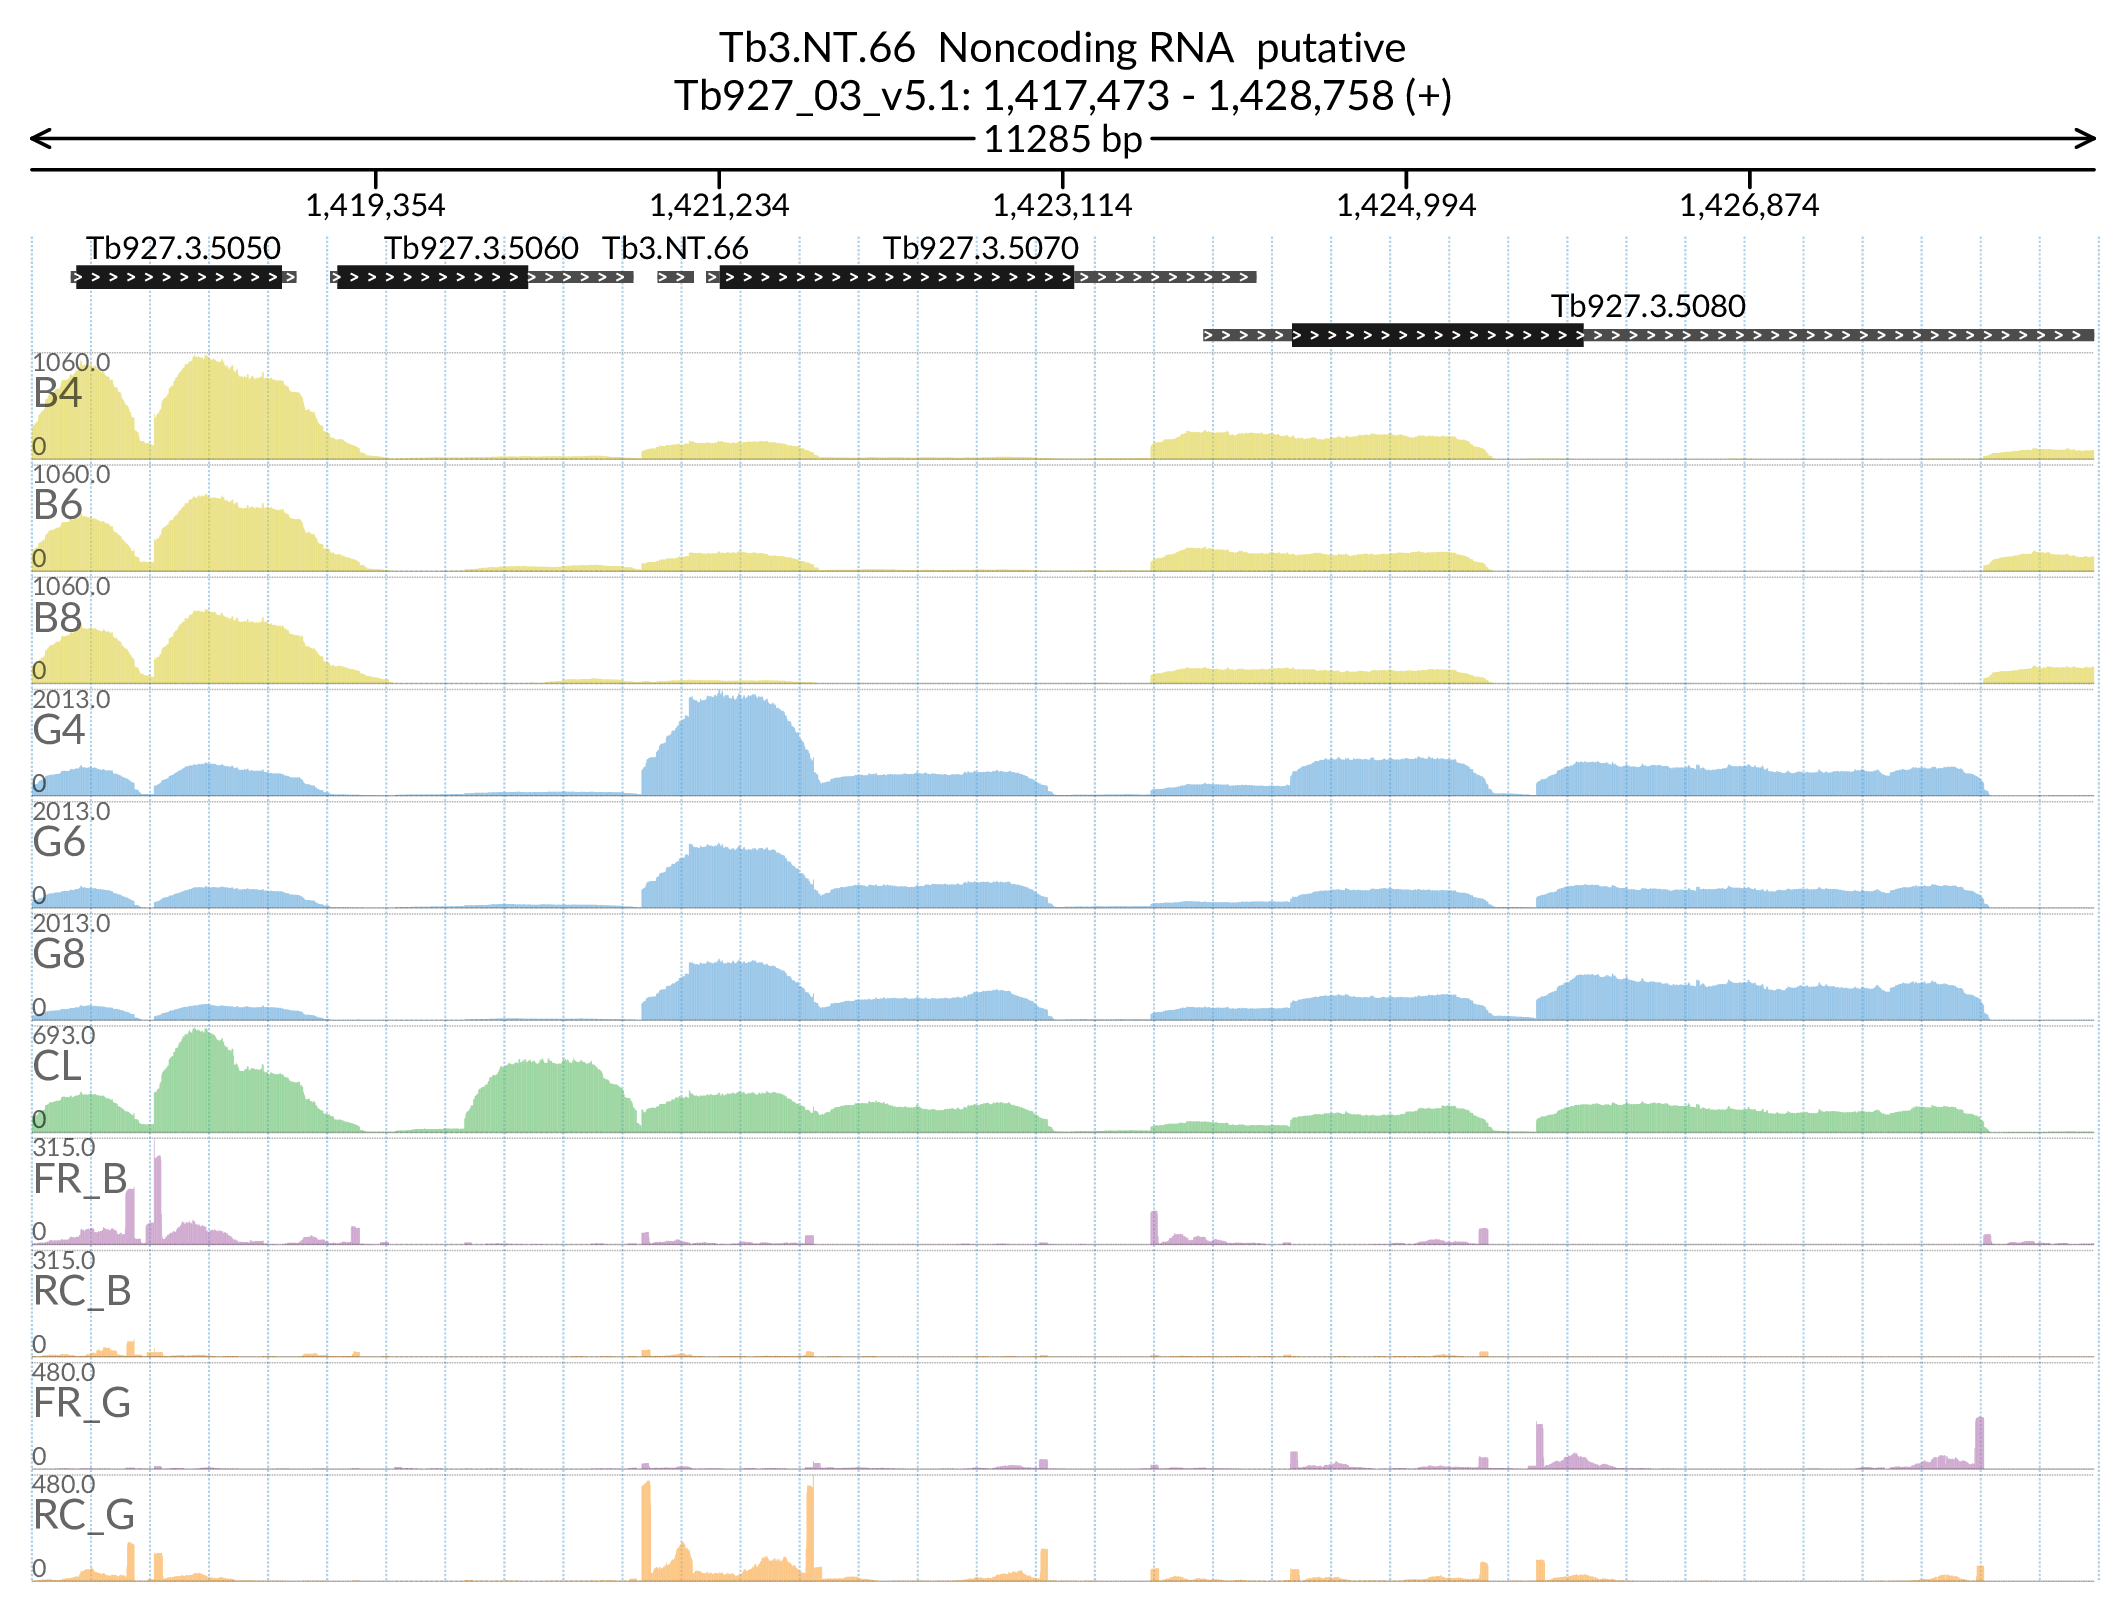 Tb3.NT.66  Noncoding RNA  putative
Tb927_03_v5.1: 1,417,473 - 1,428,758 (+)
11285 bp
1,419,354 1,421,234 1,423,114 1,424,994 1,426,874
Tb927.3.5050 Tb927.3.5060 Tb3.NT.66 Tb927.3.5070
Tb927.3.5080
1060.0
B4
0
1060.0
B6
0
1060.0
B8
0
2013.0
G4
0
2013.0
G6
0
2013.0
G8
0
693.0
CL
0
315.0
FR_B
0
315.0
RC_B
0
480.0
FR_G
0
480.0
RC_G
0